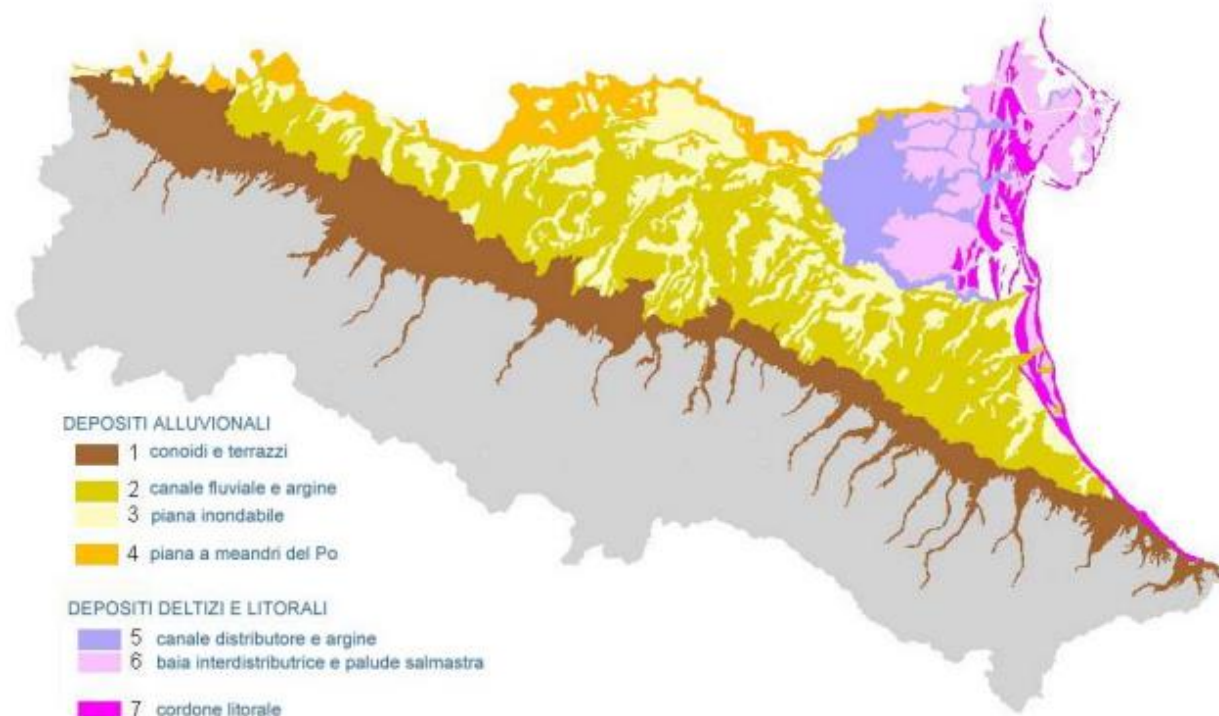 DEPOSITI ALLUVIONALI
1 conoidi e terrazzi
2 canale fluviale e argine
3 piana inondabile
4 piana a meandri del Po
DEPOSITI DELTIZI E LITORALI
5 canale distributore e argine
6 baia interdistributrice e palude salmastra
7 cordone litorale